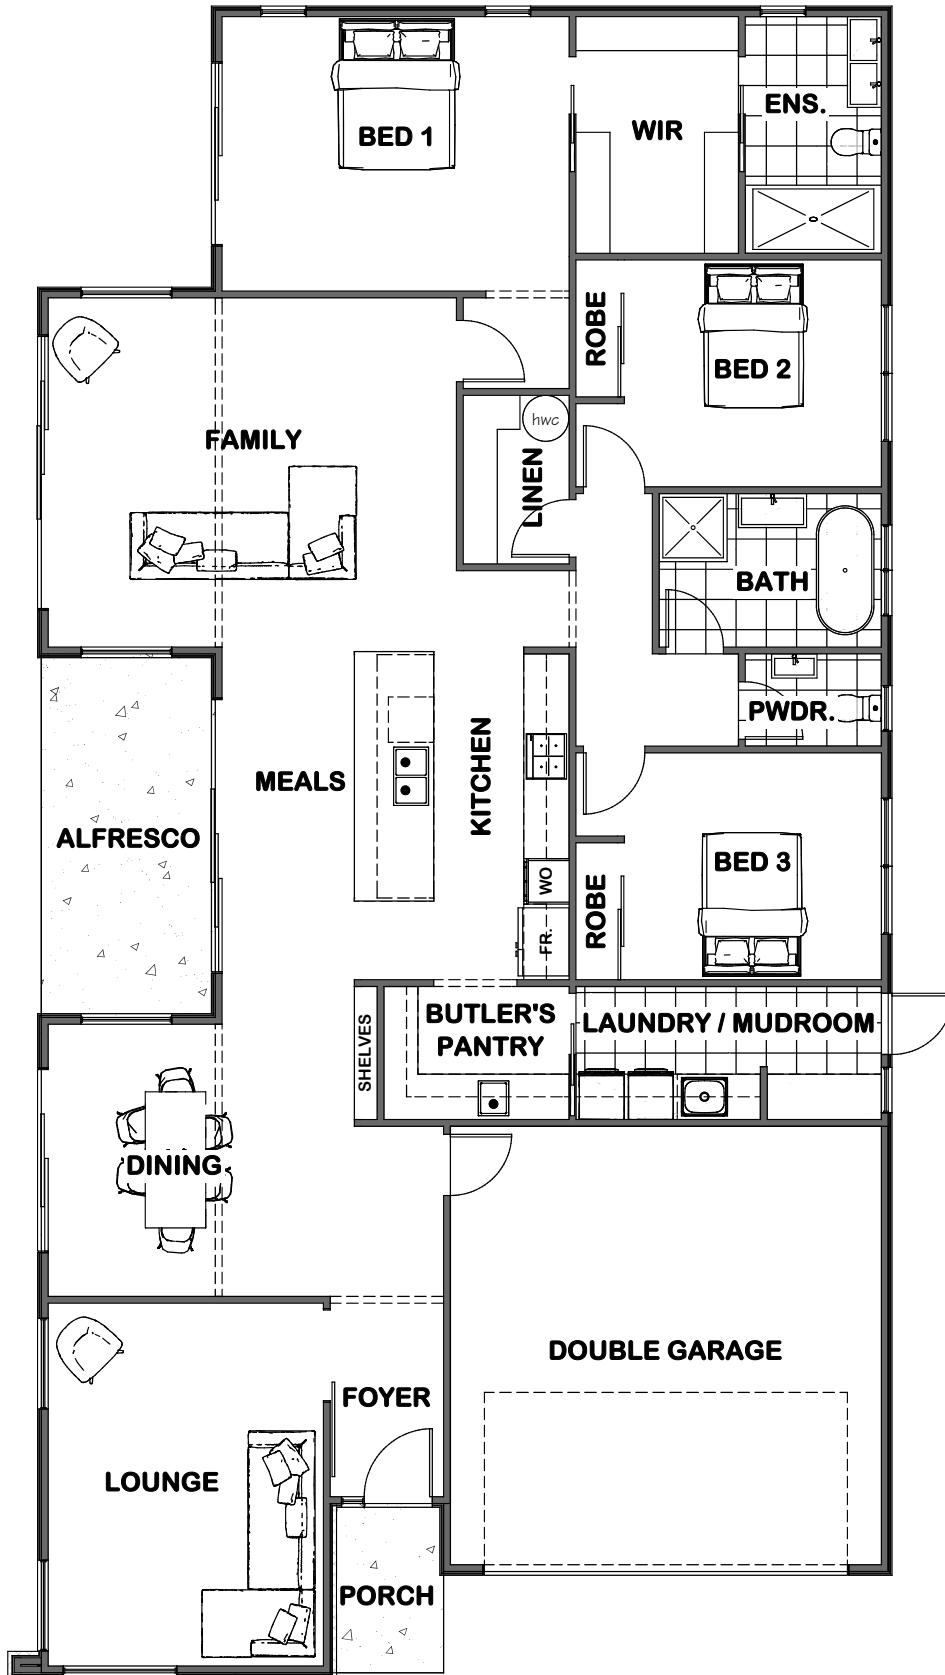 BED 1
WIR
ENS.
ROBE
BED 2
hwc
FAMILY
LINEN
BATH
PWDR.
MEALS
KITCHEN
ALFRESCO
WO
BED 3
ROBE
FR.
BUTLER'S
PANTRY
LAUNDRY / MUDROOM
SHELVES
DINING
DOUBLE GARAGE
FOYER
LOUNGE
PORCH